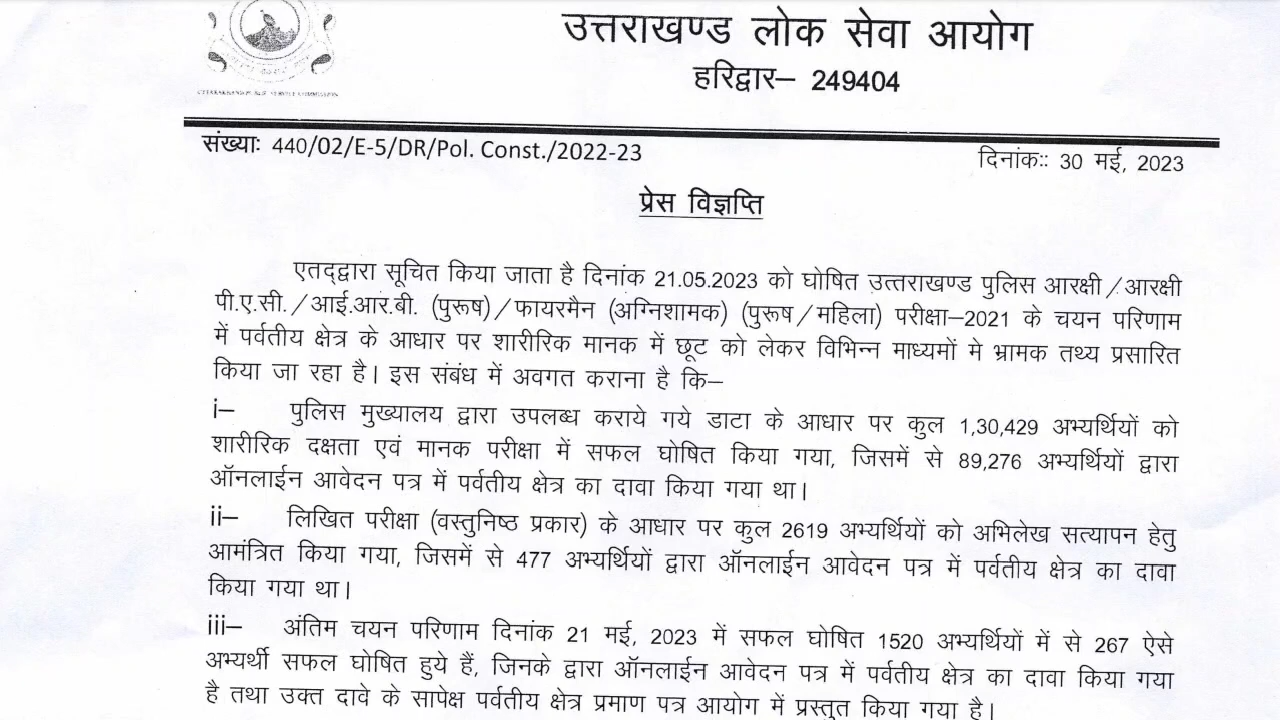 उत्तराखण्ड लोक सेवा आयोग
हरिद्वार– 249404
संख्याः 440/02/E-5/DR/Pol. Const./2022-23
दिनांकः: 30 मई, 2023
प्रेस विज्ञप्ति
एतद्द्वारा सूचित किया जाता है दिनांक 21.05.2023 को घोषित उत्तराखण्ड पुलिस आरक्षी/आरक्षी
पी.ए.सी./आई.आर.बी. (पुरूष)/फायरमैन (अग्निशामक) (पुरूष/महिला) परीक्षा–2021 के चयन परिणाम
में पर्वतीय क्षेत्र के आधार पर शारीरिक मानक में छूट को लेकर विभिन्न माध्यमों मे भ्रामक तथ्य प्रसारित
किया जा रहा है। इस संबंध में अवगत कराना है कि–
i– पुलिस मुख्यालय द्वारा उपलब्ध कराये गये डाटा के आधार पर कुल 1,30,429 अभ्यर्थियों को
शारीरिक दक्षता एवं मानक परीक्षा में सफल घोषित किया गया, जिसमें से 89,276 अभ्यर्थियों द्वारा
ऑनलाईन आवेदन पत्र में पर्वतीय क्षेत्र का दावा किया गया था।
ii– लिखित परीक्षा (वस्तुनिष्ठ प्रकार) के आधार पर कुल 2619 अभ्यर्थियों को अभिलेख सत्यापन हेतु
आमंत्रित किया गया, जिसमें से 477 अभ्यर्थियों द्वारा ऑनलाईन आवेदन पत्र में पर्वतीय क्षेत्र का दावा
किया गया था।
iii– अंतिम चयन परिणाम दिनांक 21 मई, 2023 में सफल घोषित 1520 अभ्यर्थियों में से 267 ऐसे
अभ्यर्थी सफल घोषित हुये हैं, जिनके द्वारा ऑनलाईन आवेदन पत्र में पर्वतीय क्षेत्र का दावा किया गया
है तथा उक्त दावे के सापेक्ष पर्वतीय क्षेत्र प्रमाण पत्र आयोग में प्रस्तुत किया गया है।